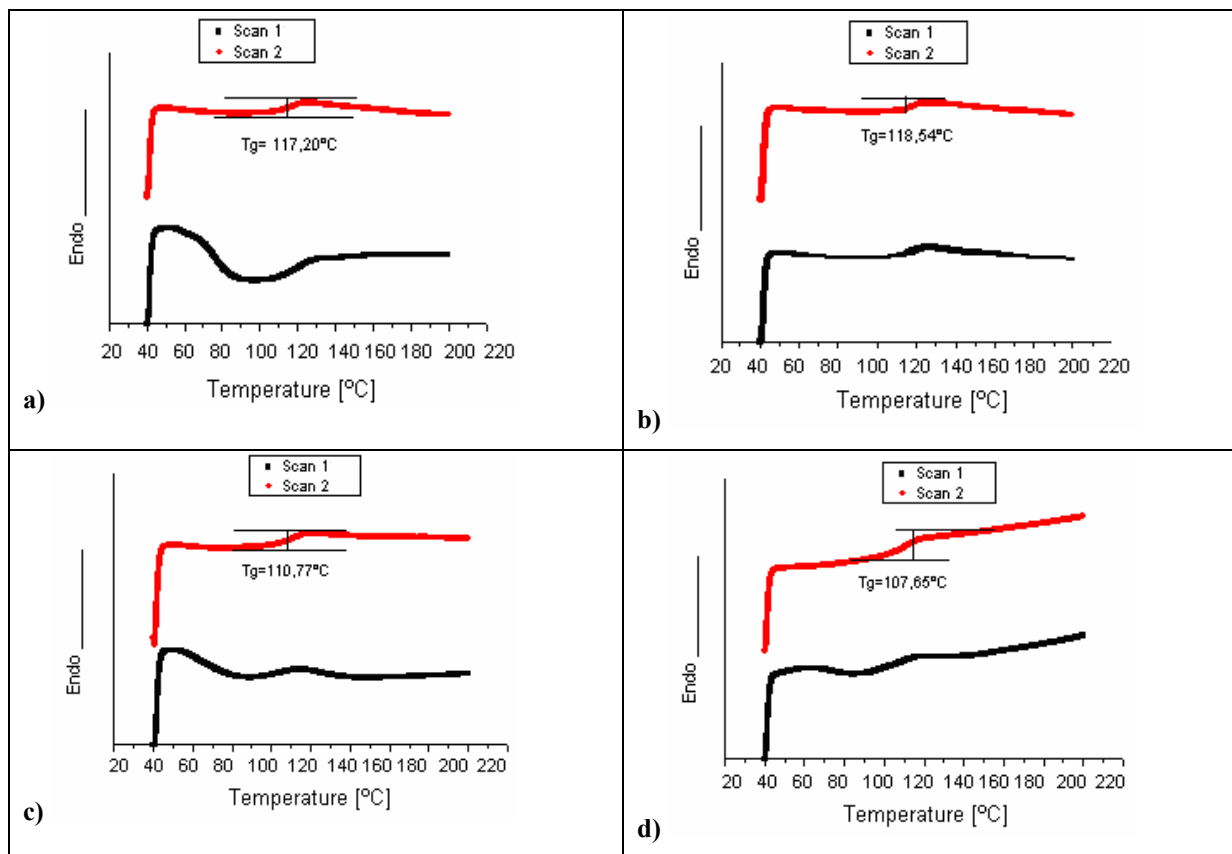 Scan 1
Scan 2
Tg= 117,20ºC
Endo
20 40 60 80 100 120 140 160 180 200 220
Temperature [ºC]
a)
Scan 1
Scan 2
Tg=118,54ºC
Endo
20 40 60 80 100 120 140 160 180 200 220
Temperature [ºC]
b)
Scan 1
Scan 2
Tg=110,77ºC
Endo
20 40 60 80 100 120 140 160 180 200 220
Temperature [ºC]
c)
Scan 1
Scan 2
Tg=107,65ºC
Endo
20 40 60 80 100 120 140 160 180 200 220
Temperature [ºC]
d)